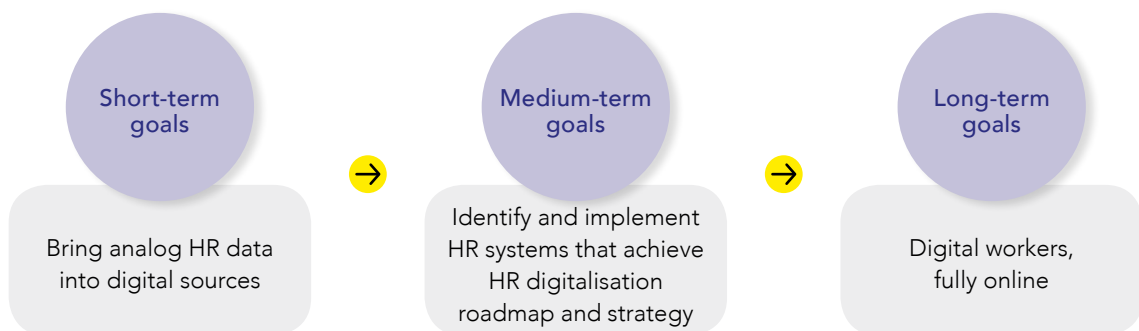 Short-term
goals
Bring analog HR data
into digital sources
Medium-term
goals
Identify and implement
HR systems that achieve
HR digitalisation
roadmap and strategy
Long-term
goals
Digital workers,
fully online